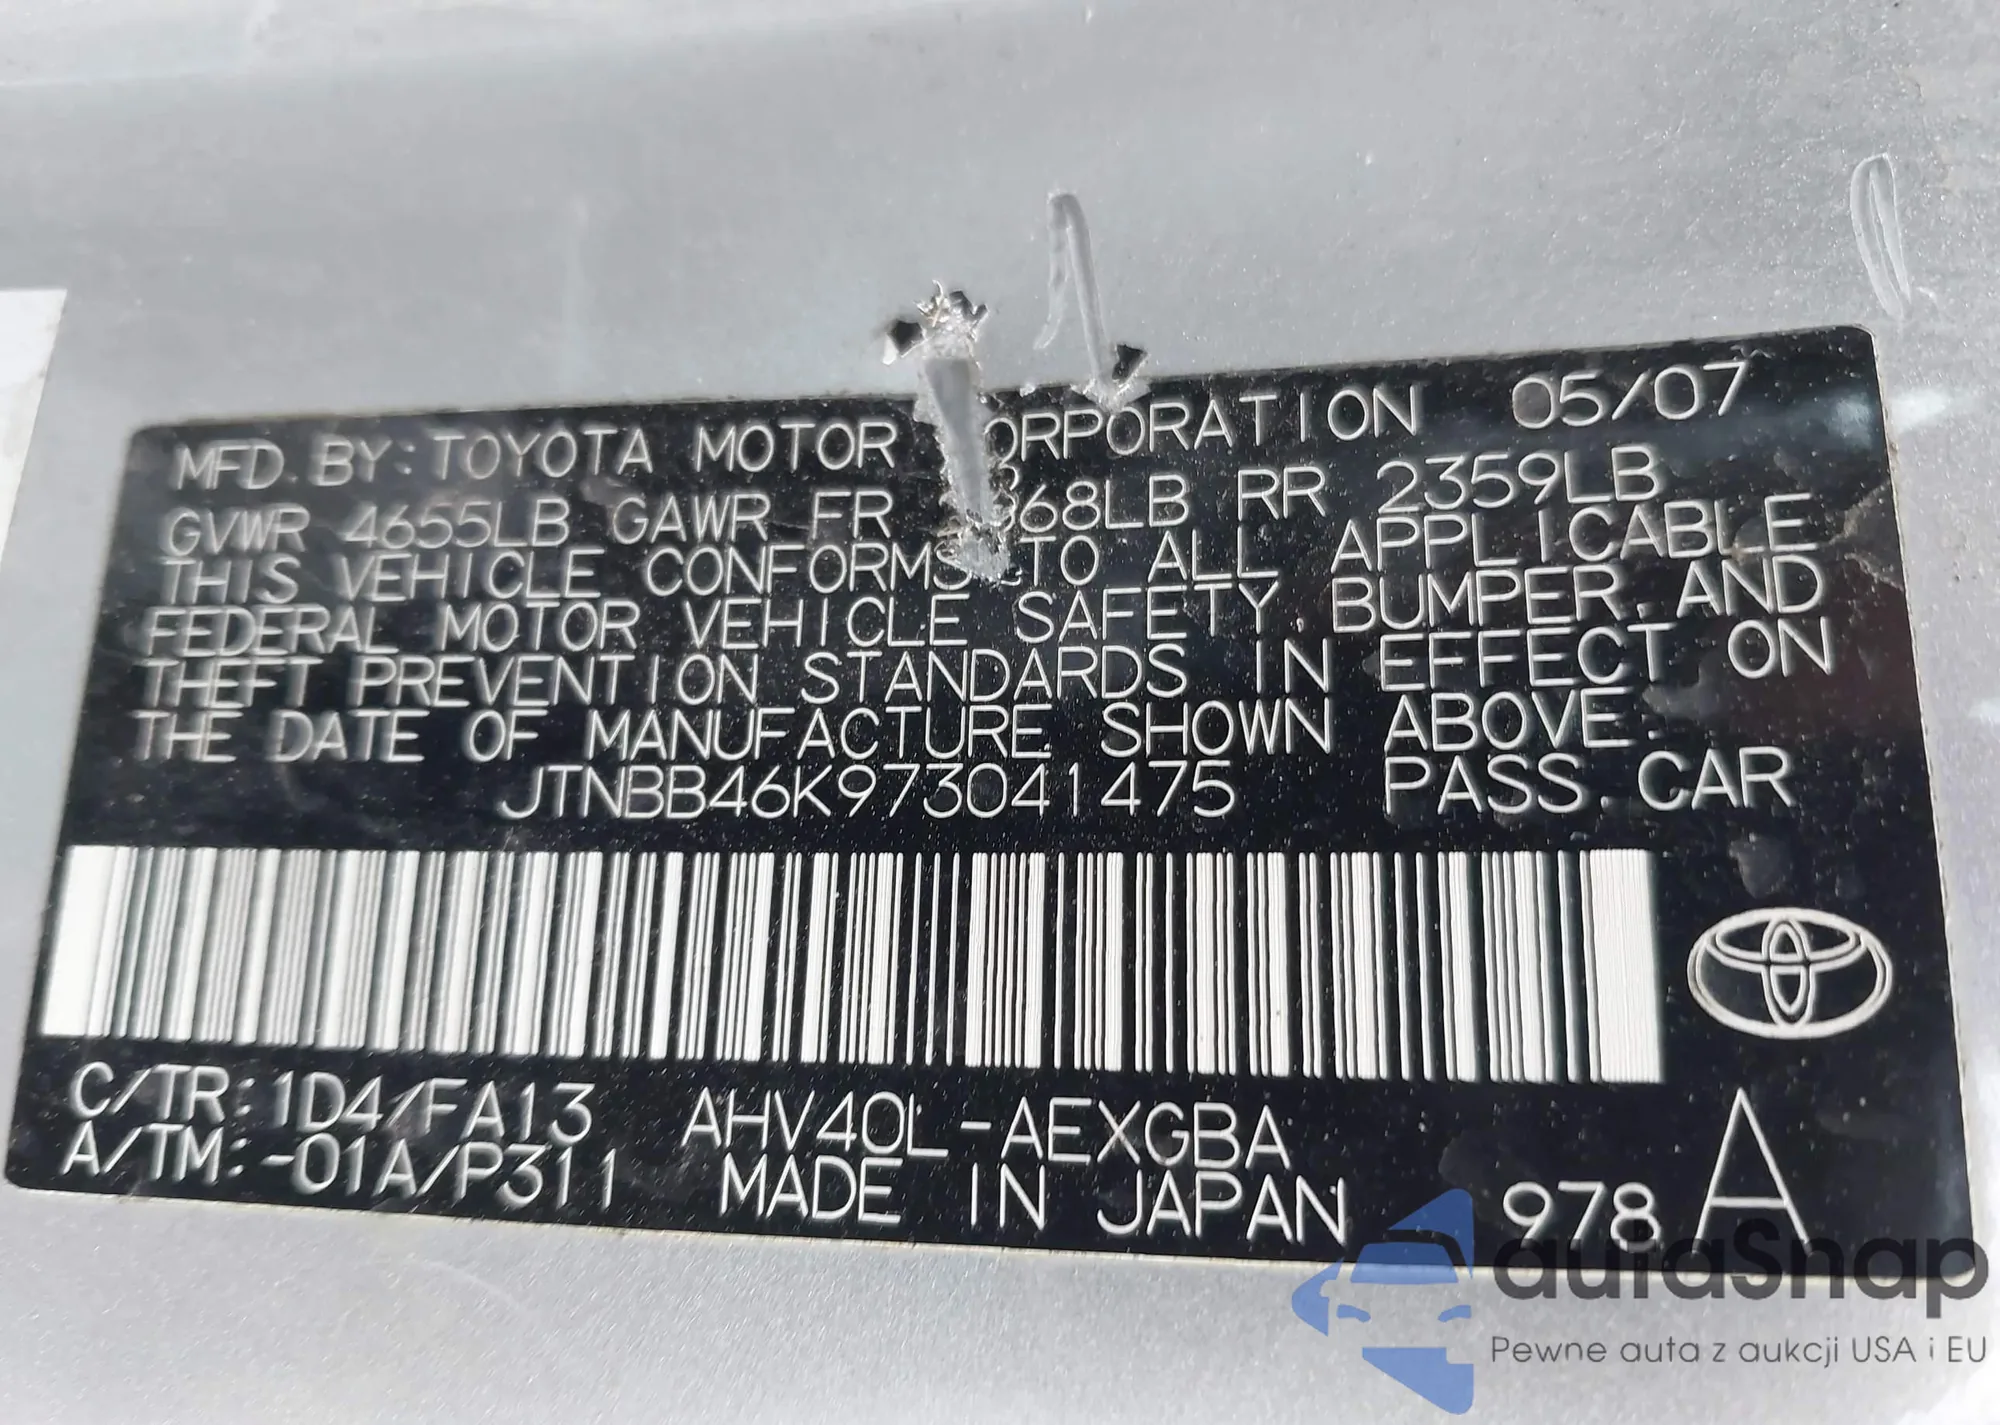 MFD. BY: TOYOTA MOTOR CORPORATION 05/07
GVWR 4655LB GAWR FR 368LB RR 2359LB
THIS VEHICLE CONFORMS TO ALL APPLICABLE
FEDERAL MOTOR VEHICLE SAFETY, BUMPER, AND
THEFT PREVENTION STANDARDS IN EFFECT ON
THE DATE OF MANUFACTURE SHOWN ABOVE.
JTNBB46K973041475 PASS. CAR
C/TR: 1D4/FA13 AHV40L-AEXGBA
A/TM: -01A/P311 MADE IN JAPAN 978 A
autaSnap
Pewne auta z aukcji USA i EU